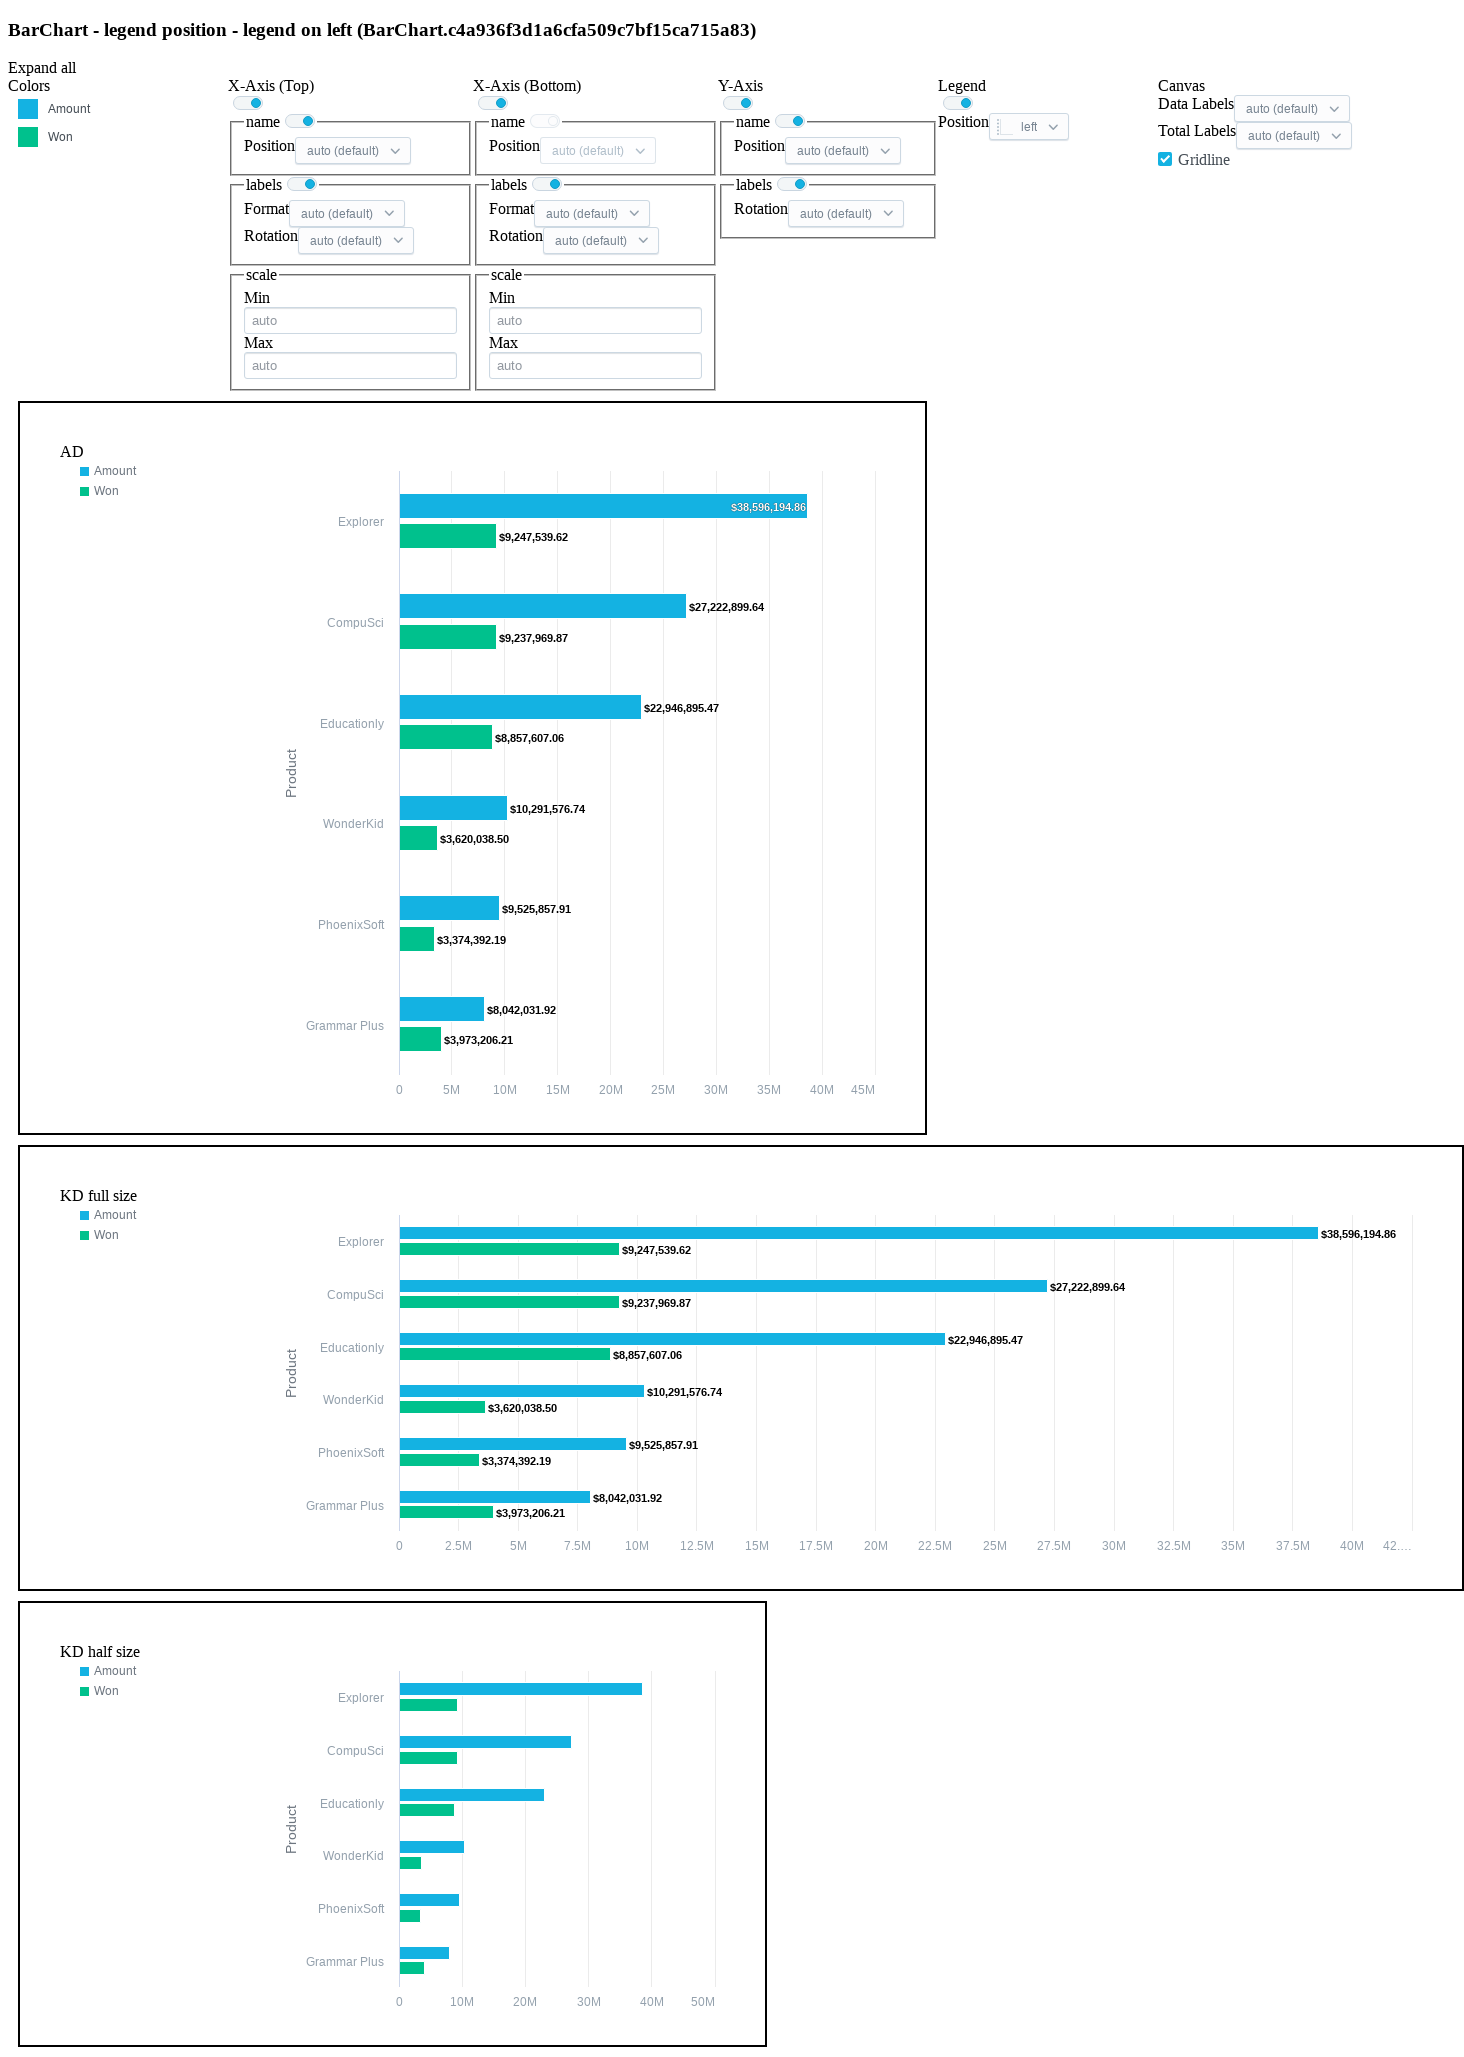 BarChart - legend position - legend on left (BarChart.c4a936f3d1a6cfa509c7bf15ca715a83)
Expand all
Colors
Amount
Won
X-Axis (Top)
name
Position auto (default)
labels
Format auto (default)
Rotation auto (default)
scale
Min
auto
Max
auto
X-Axis (Bottom)
name
Position auto (default)
labels
Format auto (default)
Rotation auto (default)
scale
Min
auto
Max
auto
Y-Axis
name
Position auto (default)
labels
Rotation auto (default)
Legend
Position left
Canvas
Data Labels auto (default)
Total Labels auto (default)
Gridline
AD
Amount
Won
Product
Explorer
$38,596,194.86
$9,247,539.62
CompuSci
$27,222,899.64
$9,237,969.87
Educationly
$22,946,895.47
$8,857,607.06
WonderKid
$10,291,576.74
$3,620,038.50
PhoenixSoft
$9,525,857.91
$3,374,392.19
Grammar Plus
$8,042,031.92
$3,973,206.21
0 5M 10M 15M 20M 25M 30M 35M 40M 45M
KD full size
Amount
Won
Product
Explorer
$38,596,194.86
$9,247,539.62
CompuSci
$27,222,899.64
$9,237,969.87
Educationly
$22,946,895.47
$8,857,607.06
WonderKid
$10,291,576.74
$3,620,038.50
PhoenixSoft
$9,525,857.91
$3,374,392.19
Grammar Plus
$8,042,031.92
$3,973,206.21
0 2.5M 5M 7.5M 10M 12.5M 15M 17.5M 20M 22.5M 25M 27.5M 30M 32.5M 35M 37.5M 40M 42....
KD half size
Amount
Won
Product
Explorer
CompuSci
Educationly
WonderKid
PhoenixSoft
Grammar Plus
0 10M 20M 30M 40M 50M